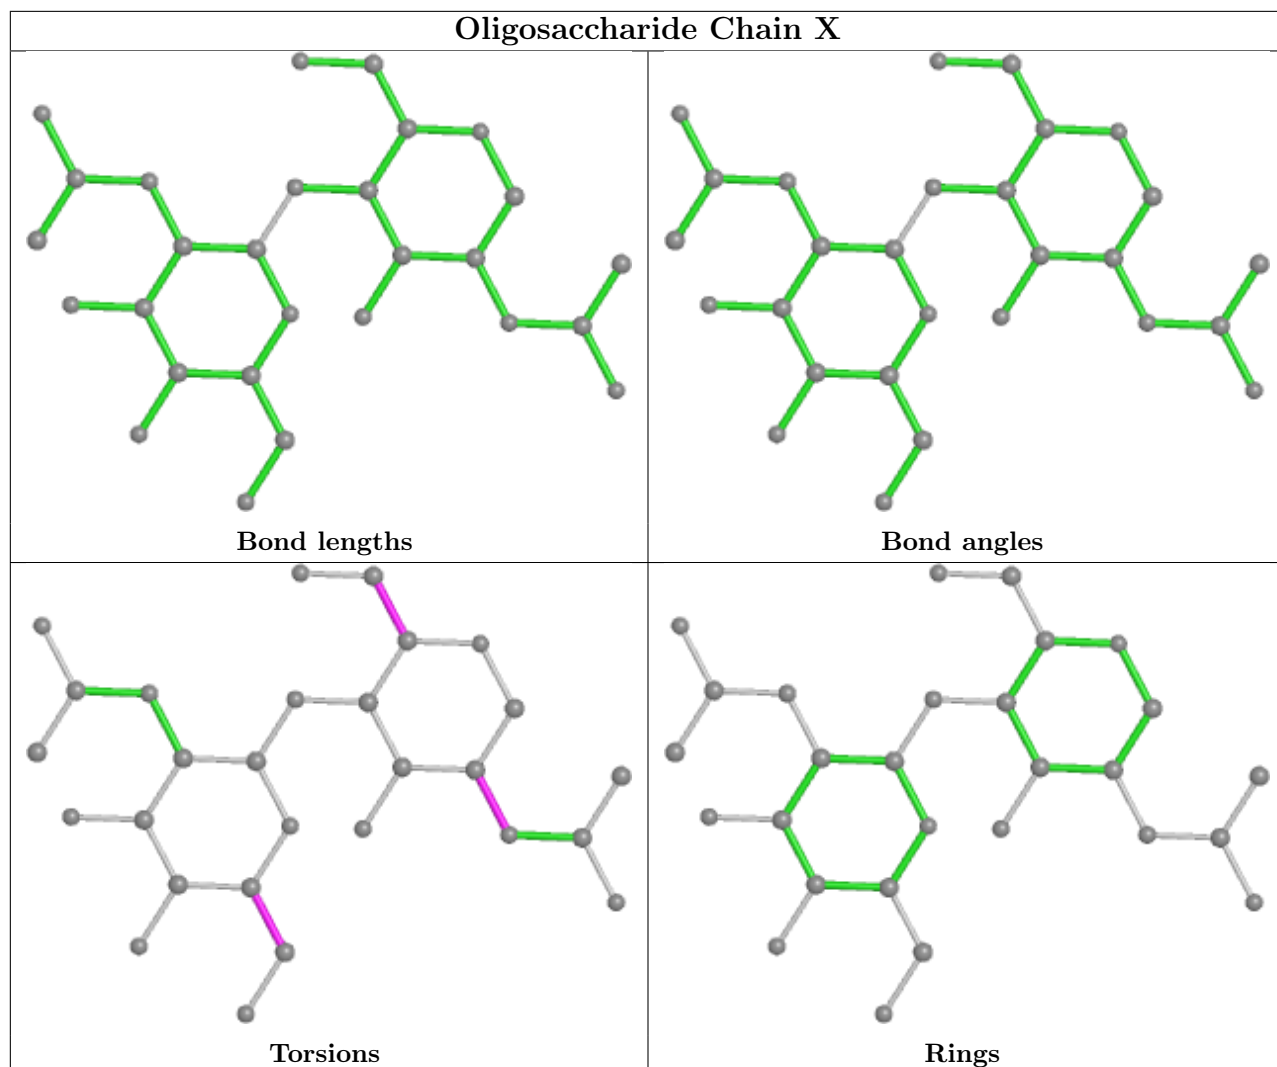 Oligosaccharide Chain X
Bond lengths
Bond angles
Torsions
Rings